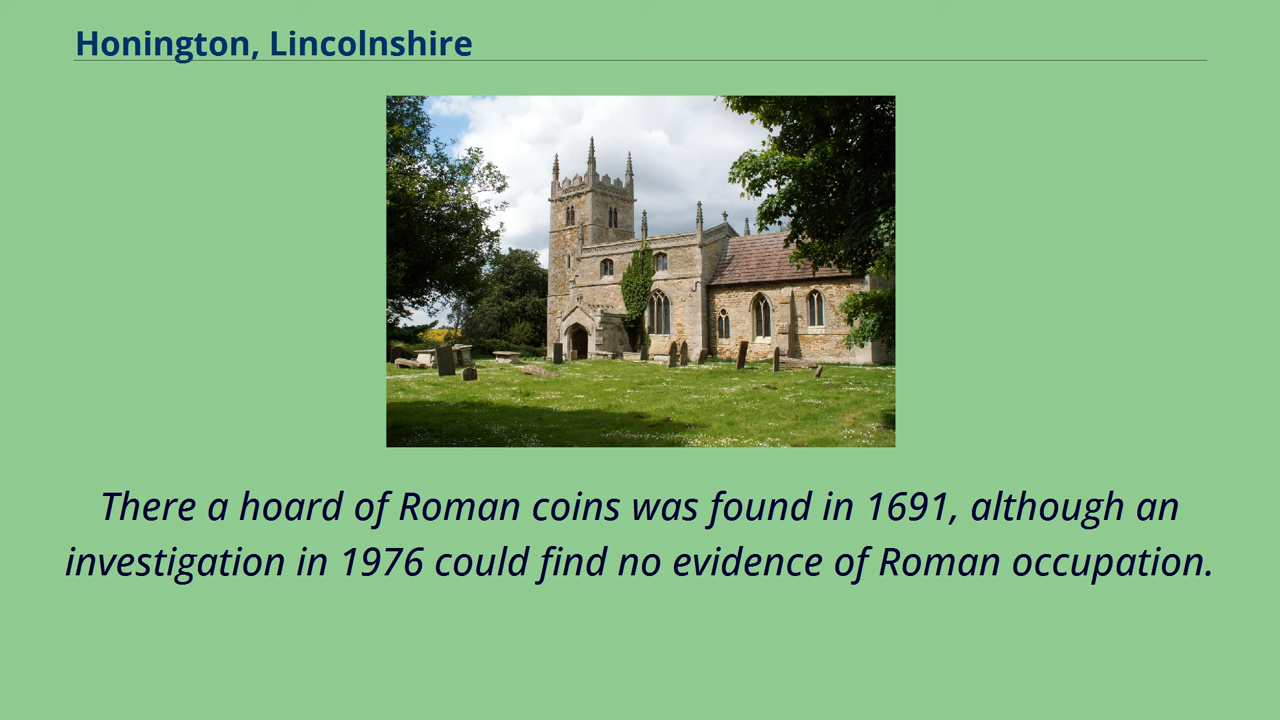 Honington, Lincolnshire
There a hoard of Roman coins was found in 1691, although an
investigation in 1976 could find no evidence of Roman occupation.